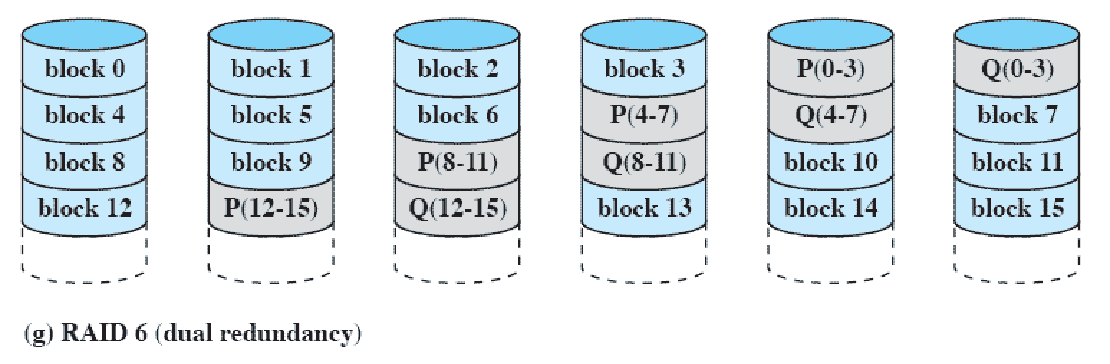 block 0 block 1 block 2 block 3 P(0-3) Q(0-3)
block 4 block 5 block 6 P(4-7) Q(4-7) block 7
block 8 block 9 P(8-11) Q(8-11) block 10 block 11
block 12 P(12-15) Q(12-15) block 13 block 14 block 15
(g) RAID 6 (dual redundancy)